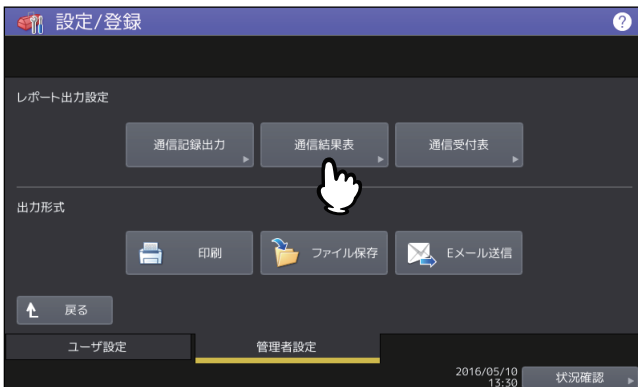 設定/登録
?
レポート出力設定
通信記録出力
通信結果表
通信受付表
出力形式
印刷
ファイル保存
Eメール送信
戻る
ユーザ設定
管理者設定
2016/05/10
13:30
状況確認